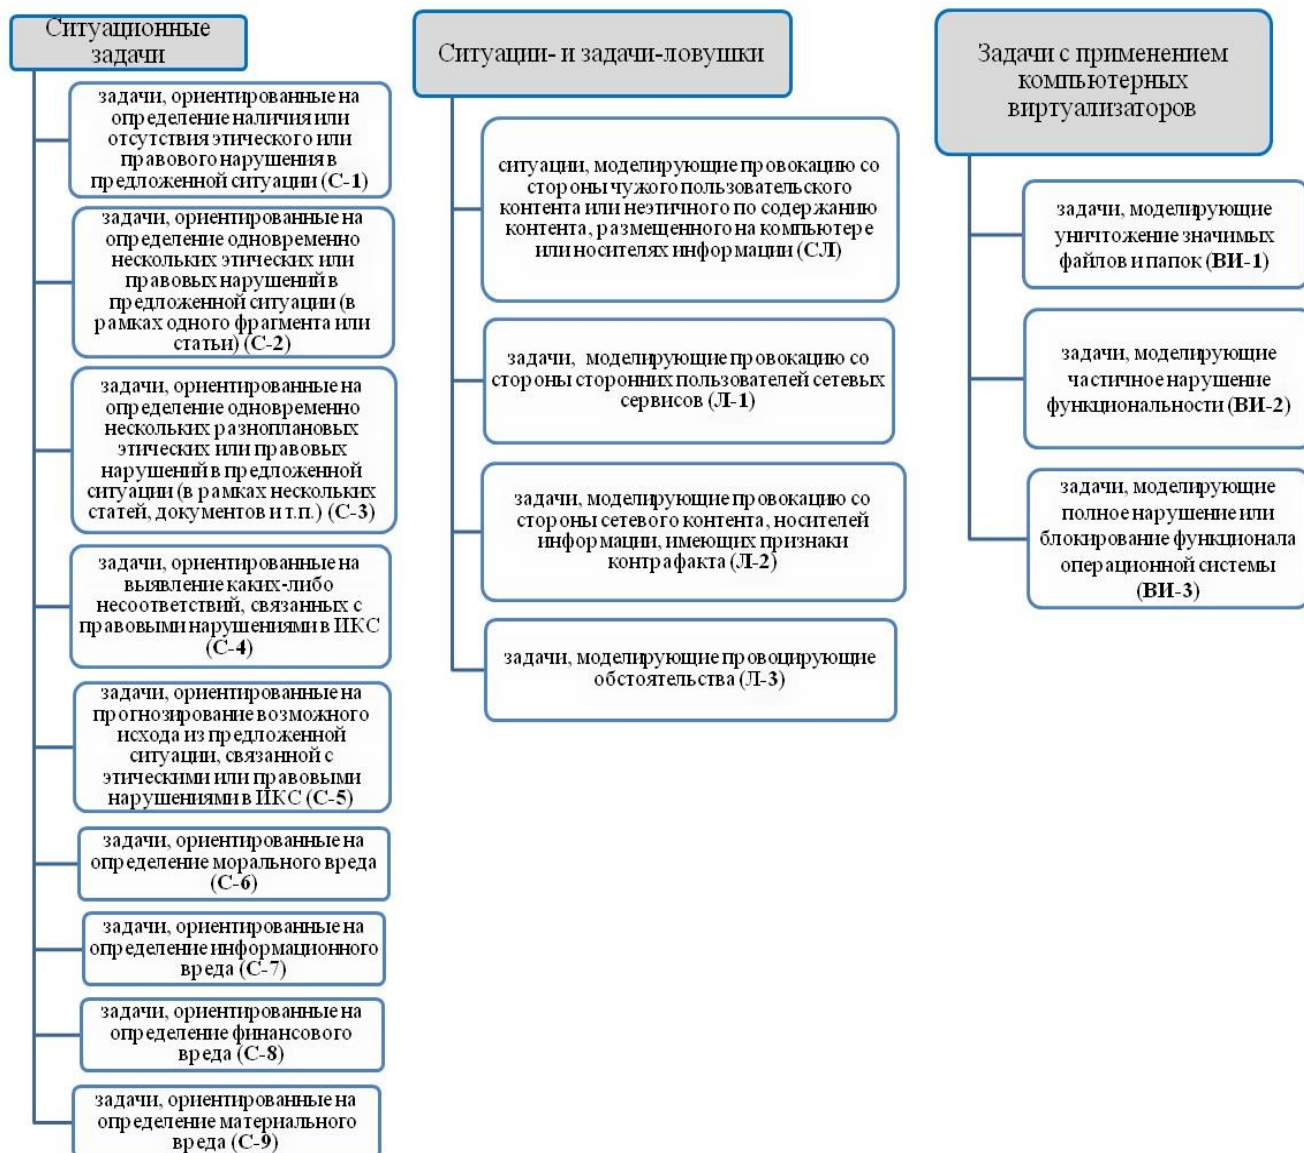 Ситуационные
задачи
задачи, ориентированные на
определение наличия или
отсутствия этического или
правового нарушения в
предложенной ситуации (С-1)
задачи, ориентированные на
определение одновременно
нескольких этических или
правовых нарушений в
предложенной ситуации (в
рамках одного фрагмента или
статьи) (С-2)
задачи, ориентированные на
определение одновременно
нескольких разноплановых
этических или правовых
нарушений в предложенной
ситуации (в рамках нескольких
статей, документов и т.п.) (С-3)
задачи, ориентированные на
выявление каких-либо
несоответствий, связанных с
правовыми нарушениями в ИКС
(С-4)
задачи, ориентированные на
прогнозирование возможного
исхода из предложенной
ситуации, связанной с
этическими или правовыми
нарушениями в ИКС (С-5)
задачи, ориентированные на
определение морального вреда
(С-6)
задачи, ориентированные на
определение информационного
вреда (С-7)
задачи, ориентированные на
определение финансового
вреда (С-8)
задачи, ориентированные на
определение материального
вреда (С-9)
Ситуации- и задачи-ловушки
ситуации, моделирующие провокацию со
стороны чужого пользовательского
контента или неэтичного по содержанию
контента, размещенного на компьютере
или носителях информации (СЛ)
задачи, моделирующие провокацию со
стороны сторонних пользователей сетевых
сервисов (Л-1)
задачи, моделирующие провокацию со
стороны сетевого контента, носителей
информации, имеющих признаки
контрафакта (Л-2)
задачи, моделирующие провоцирующие
обстоятельства (Л-3)
Задачи с применением
компьютерных
виртуализаторов
задачи, моделирующие
уничтожение значимых
файлов и папок (ВИ-1)
задачи, моделирующие
частичное нарушение
функциональности (ВИ-2)
задачи, моделирующие
полное нарушение или
блокирование функционала
операционной системы
(ВИ-3)